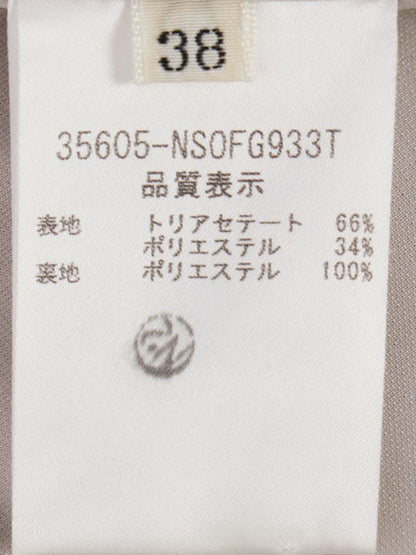 38
35605-NSOFG933T
品質表示
表地 トリアセテート 66%
ポリエステル 34%
裏地 ポリエステル 100%